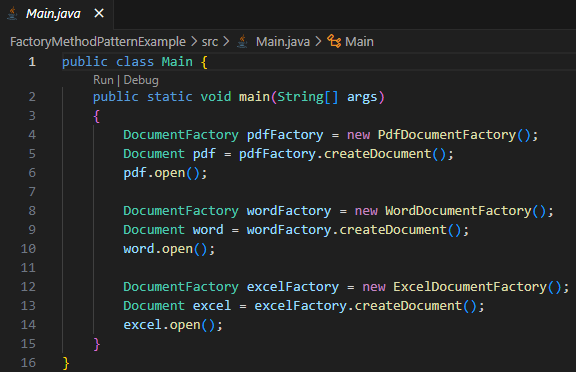 Main.java ×
FactoryMethodPatternExample > src > Main.java > Main
1 public class Main {
Run | Debug
2 public static void main(String[] args)
3 {
4 DocumentFactory pdfFactory = new PdfDocumentFactory();
5 Document pdf = pdfFactory.createDocument();
6 pdf.open();
7
8 DocumentFactory wordFactory = new WordDocumentFactory();
9 Document word = wordFactory.createDocument();
10 word.open();
11
12 DocumentFactory excelFactory = new ExcelDocumentFactory();
13 Document excel = excelFactory.createDocument();
14 excel.open();
15 }
16 }